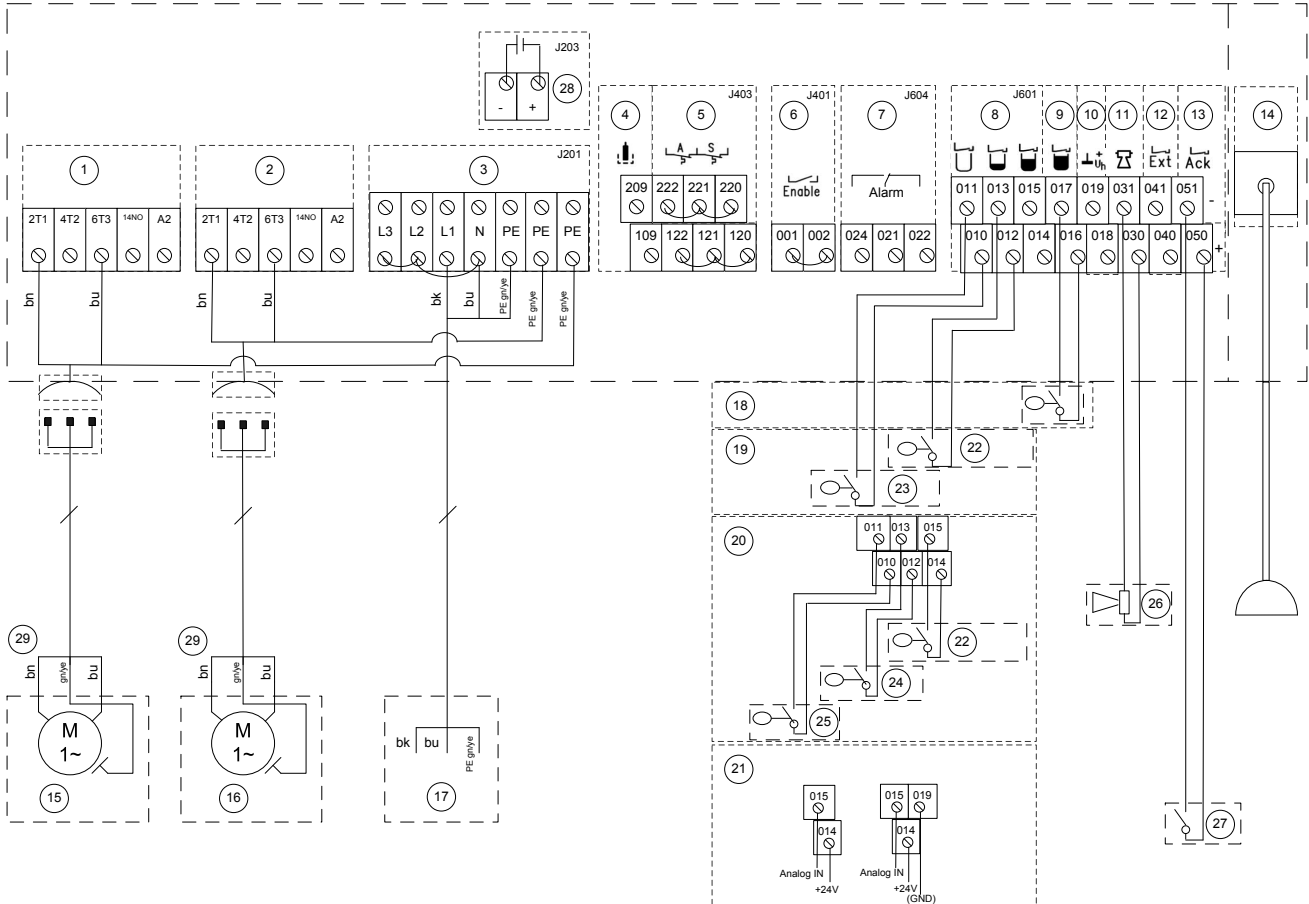 J203
28
- +
J403
J401
J604
J601
4
5
6
7
8
9
10
11
12
13
14
1
2
J201
3
A S
Enable
Alarm
+
Uh
Ext
Ack
209 222 221 220
011 013 015 017 019 031 041 051 -
2T1 4T2 6T3 14NO A2
2T1 4T2 6T3 14NO A2
L3 L2 L1 N PE PE PE
109 122 121 120
001 002
024 021 022
010 012 014 016 018 030 040 050 +
bn
bu
bn
bu
bk
bu
PE gn/ye
PE gn/ye
PE gn/ye
18
19
22
23
20
011 013 015
010 012 014
26
22
24
25
29
bn
gn/ye
bu
29
bn
gn/ye
bu
M
1~
15
M
1~
16
bk bu PE gn/ye
17
21
27
015
014
015 019
014
Analog IN
+24V
Analog IN
+24V
(GND)